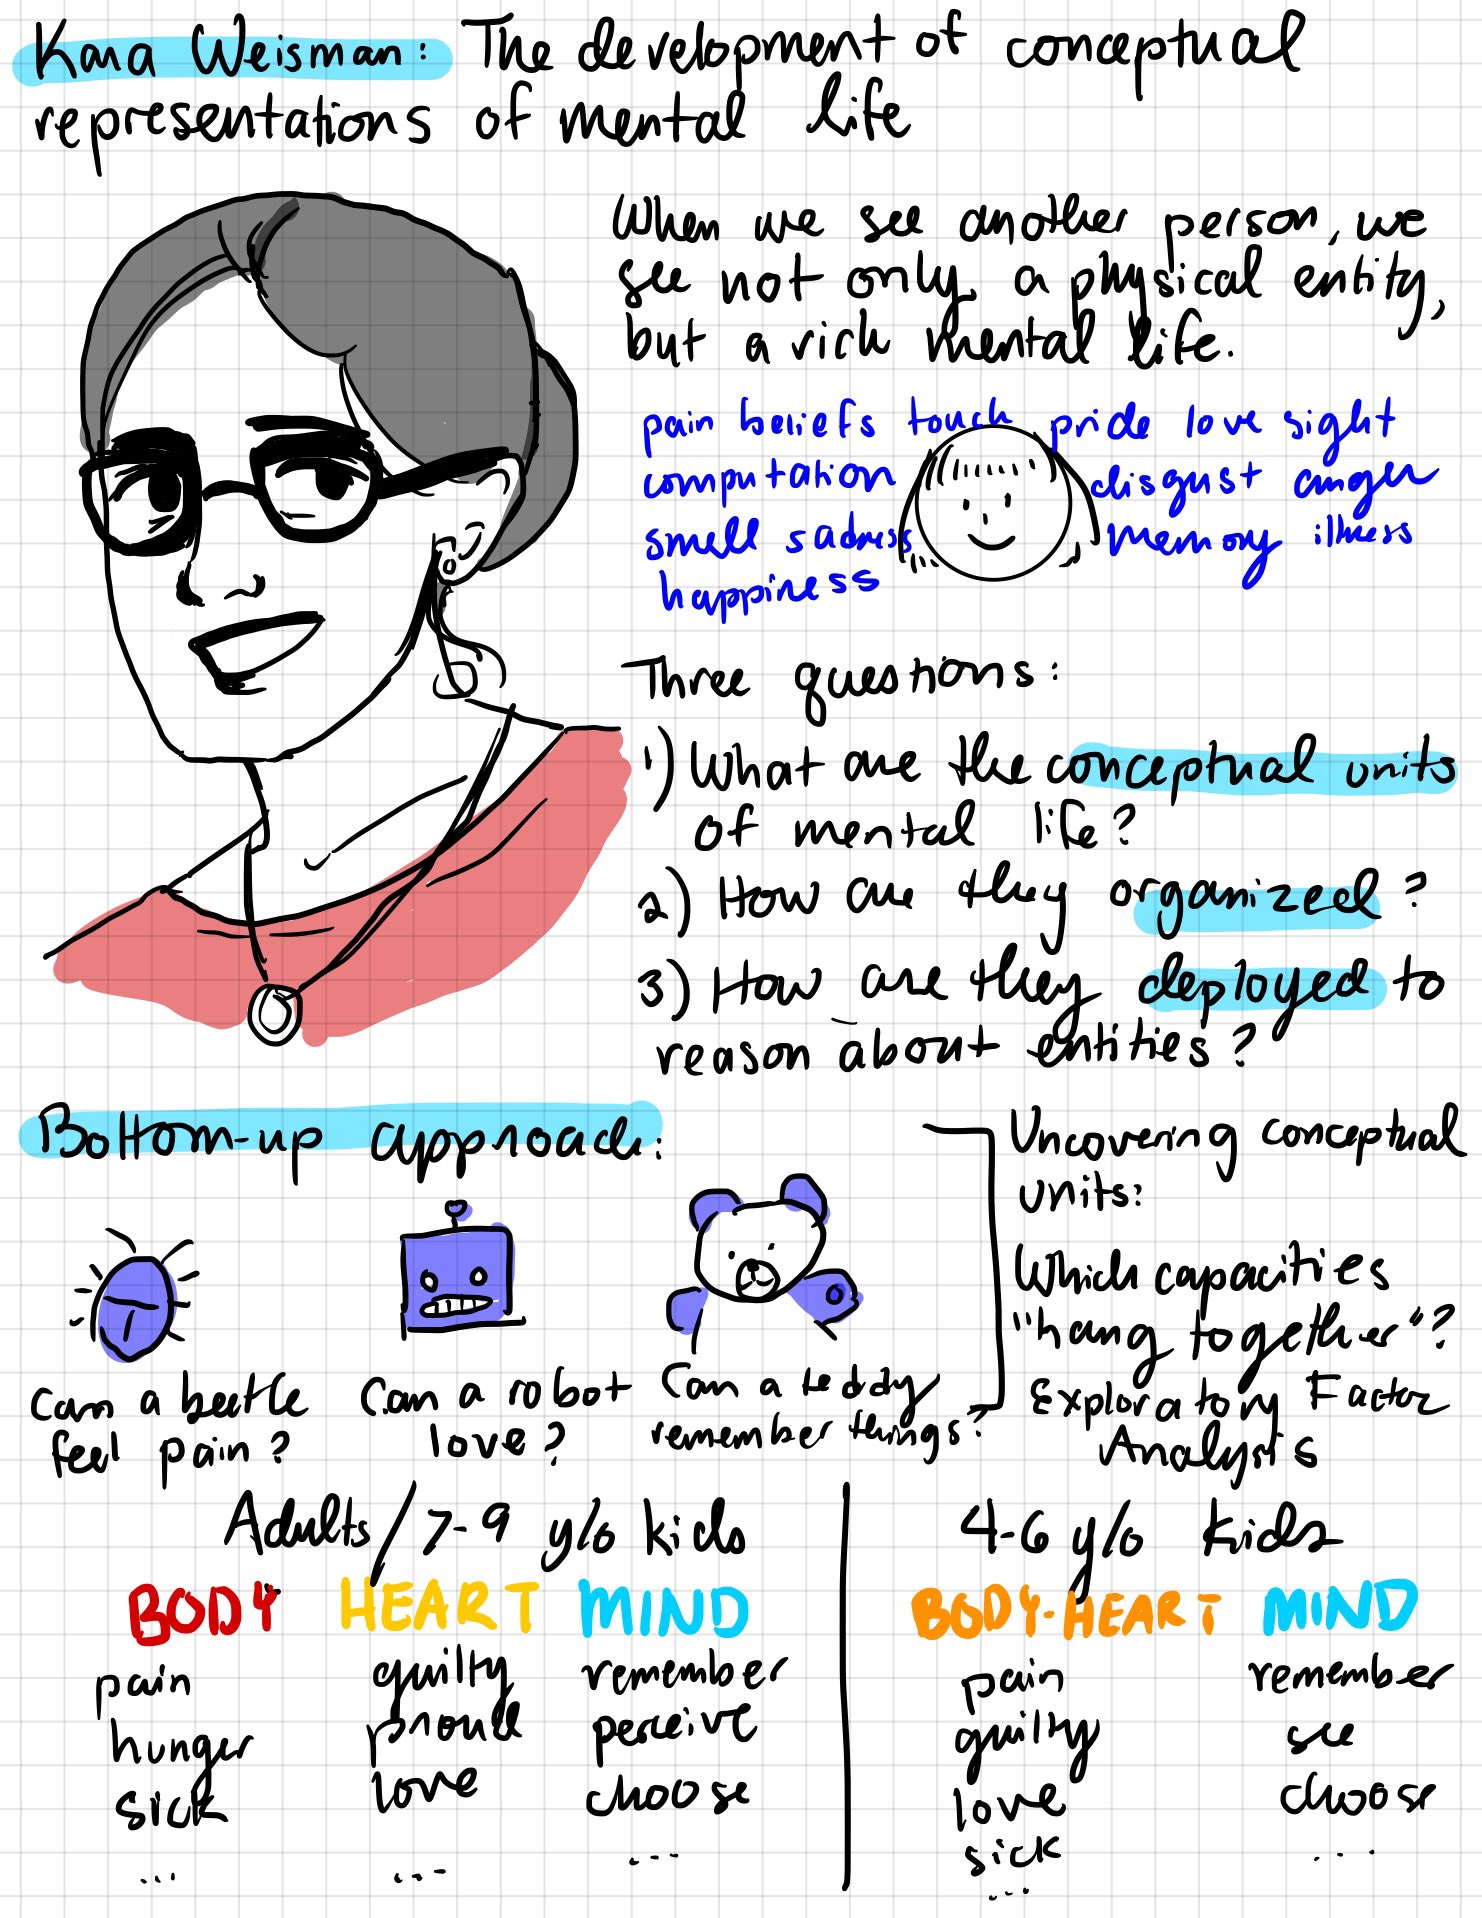 Kara Weisman: The development of conceptual
representations of mental life
When we see another person, we
see not only a physical entity,
but a rich mental life.
pain beliefs touch pride love sight
computation disgust anger
smell sadness memory illness
happiness
Three questions:
1) What are the conceptual units
of mental life?
2) How are they organized?
3) How are they deployed to
reason about entities?
Bottom-up approach:
Can a beetle
feel pain?
Can a robot
love?
Can a teddy
remember things?
Uncovering conceptual
units:
Which capacities
"hang together"?
Exploratory Factor
Analysis
Adults / 7-9 y/o kids
BODY HEART MIND
pain guilty remember
hunger proud perceive
sick love choose
... ... ...
4-6 y/o kids
BODY-HEART MIND
pain remember
guilty see
love choose
sick ...
...